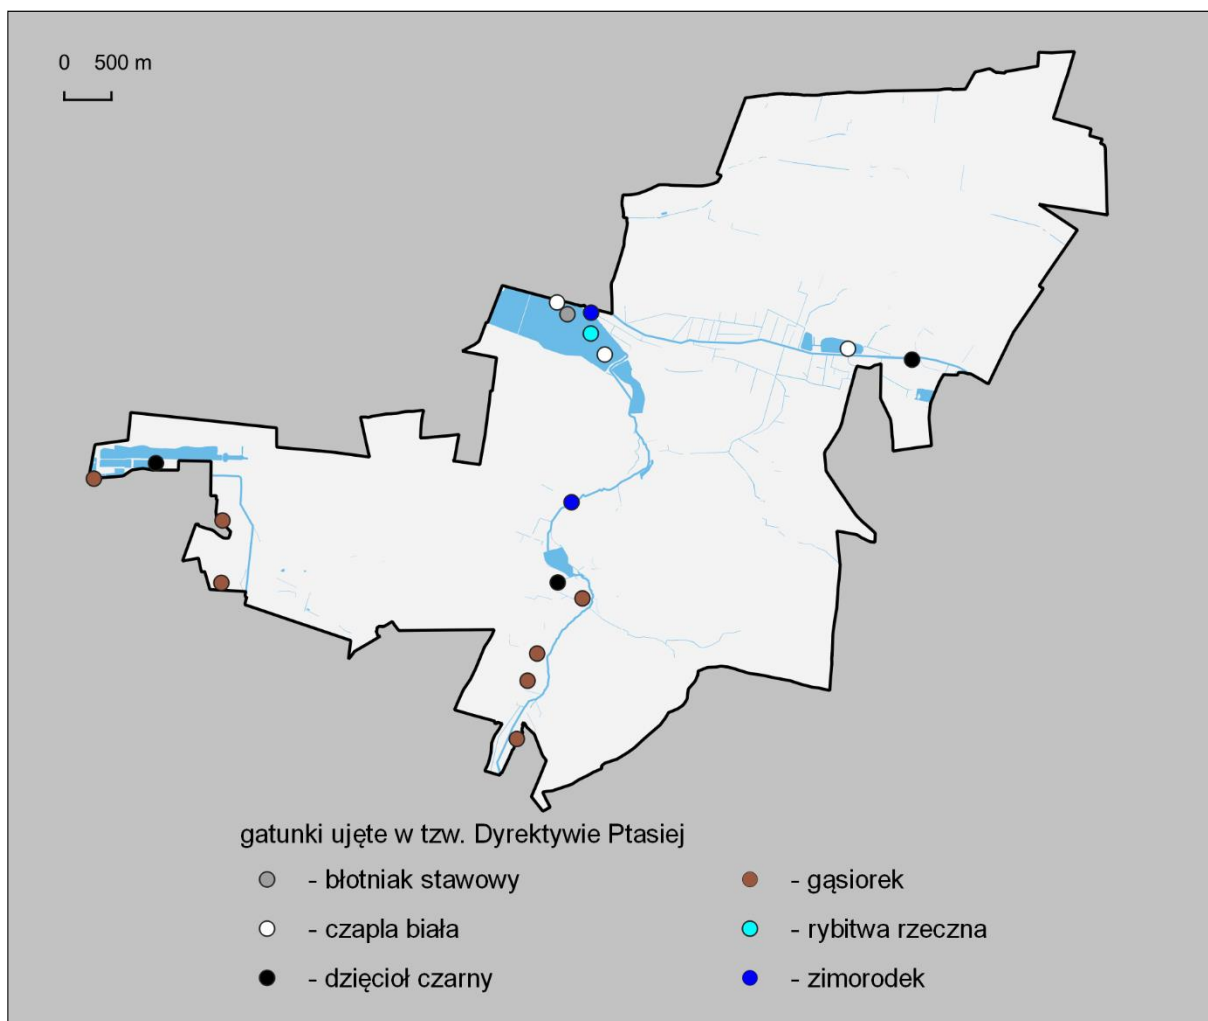 0 500 m
gatunki ujęte w tzw. Dyrektywie Ptasiej
- błotniak stawowy
- czapla biała
- dzięcioł czarny
- gąsiorek
- rybitwa rzeczna
- zimorodek